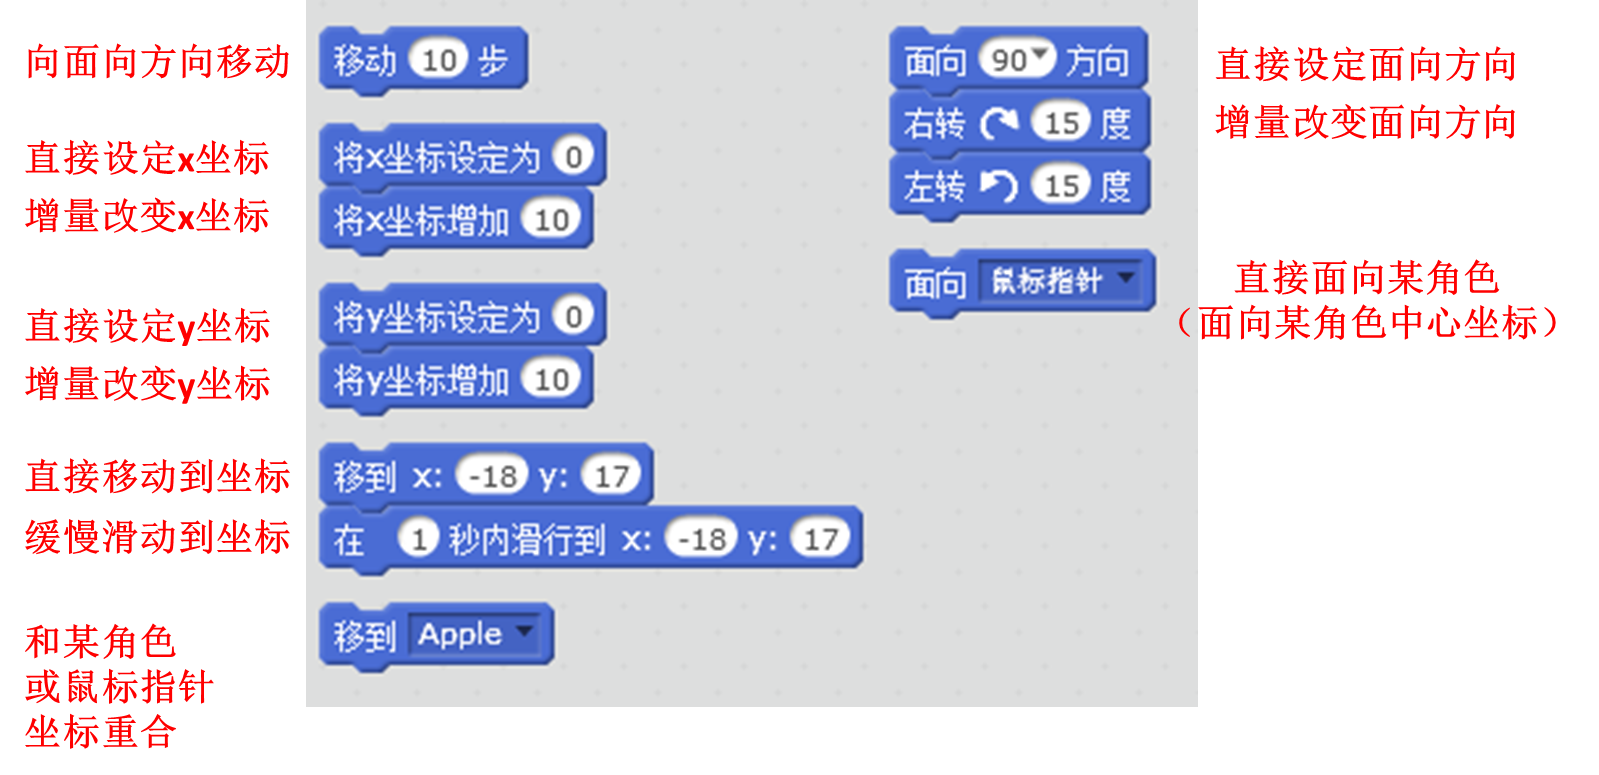 向面向方向移动
移动 10 步
直接设定x坐标
将x坐标设定为 0
增量改变x坐标
将x坐标增加 10
直接设定y坐标
将y坐标设定为 0
增量改变y坐标
将y坐标增加 10
直接移动到坐标
移到 x: -18 y: 17
缓慢滑动到坐标
在 1 秒内滑行到 x: -18 y: 17
和某角色
或鼠标指针
坐标重合
移到 Apple
面向 90 方向
直接设定面向方向
右转 15 度
增量改变面向方向
左转 15 度
面向 鼠标指针
直接面向某角色
（面向某角色中心坐标）